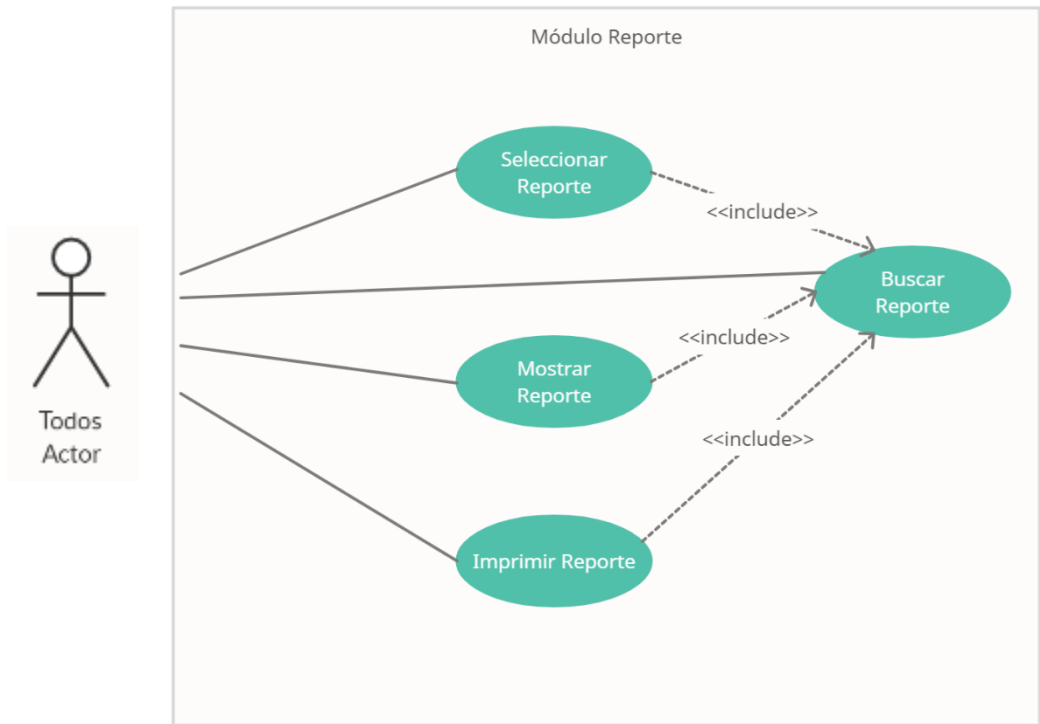 Módulo Reporte
Seleccionar
Reporte
<<include>>
Buscar
Reporte
<<include>>
Mostrar
Reporte
Todos
Actor
<<include>>
Imprimir Reporte